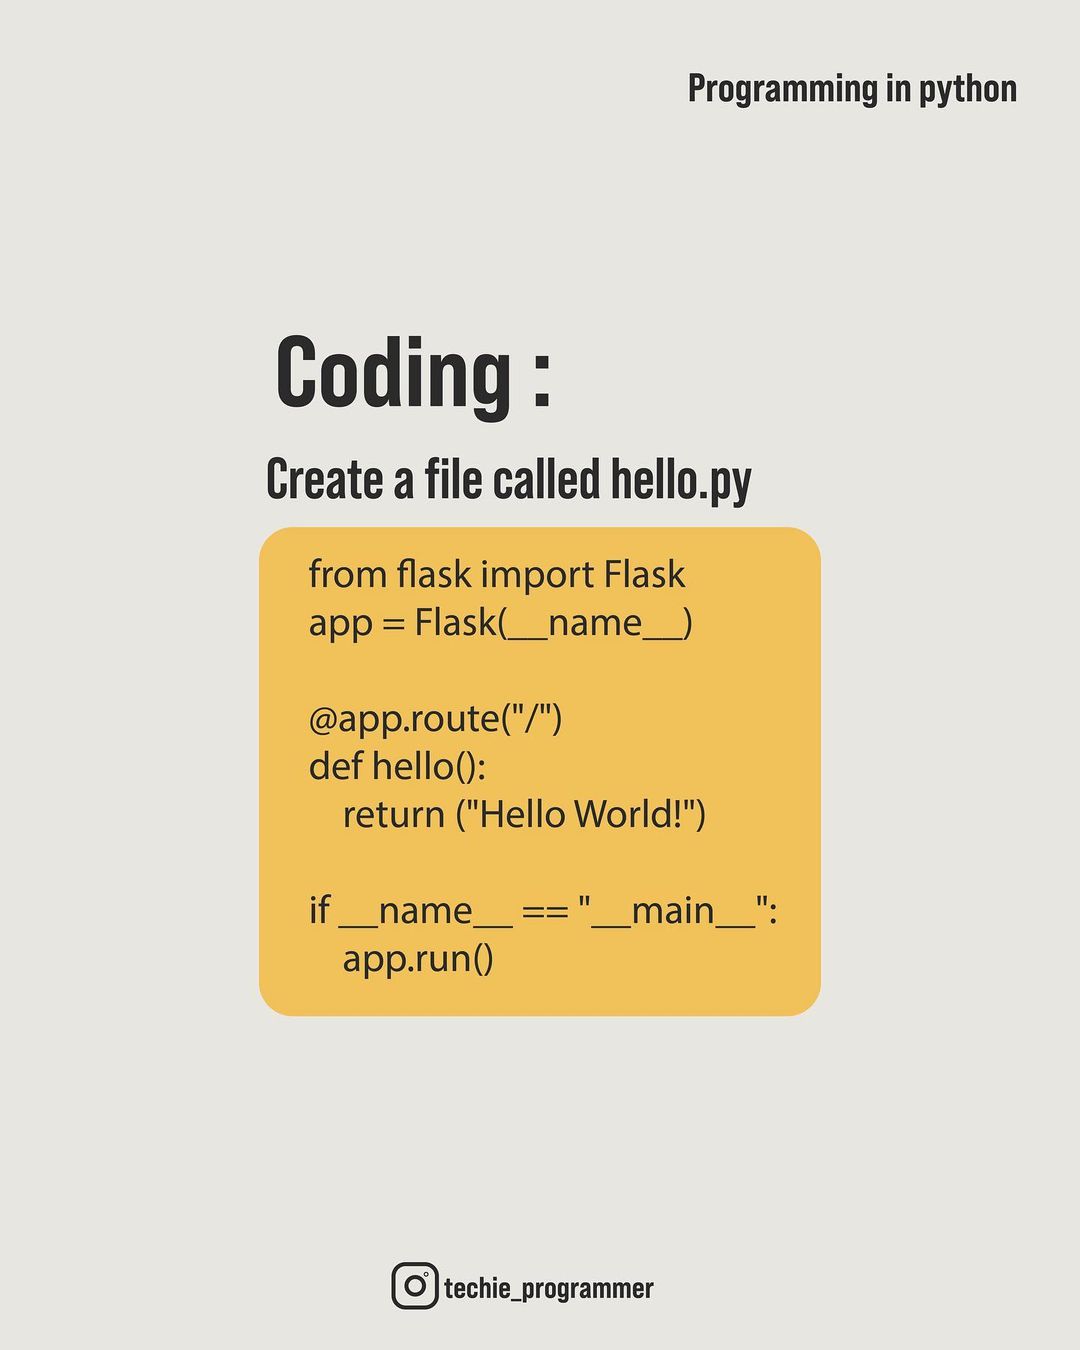 Programming in python
Coding :
Create a file called hello.py
from flask import Flask
app = Flask(__name__)
@app.route("/")
def hello():
    return ("Hello World!")
if __name__ == "__main__":
    app.run()
techie_programmer